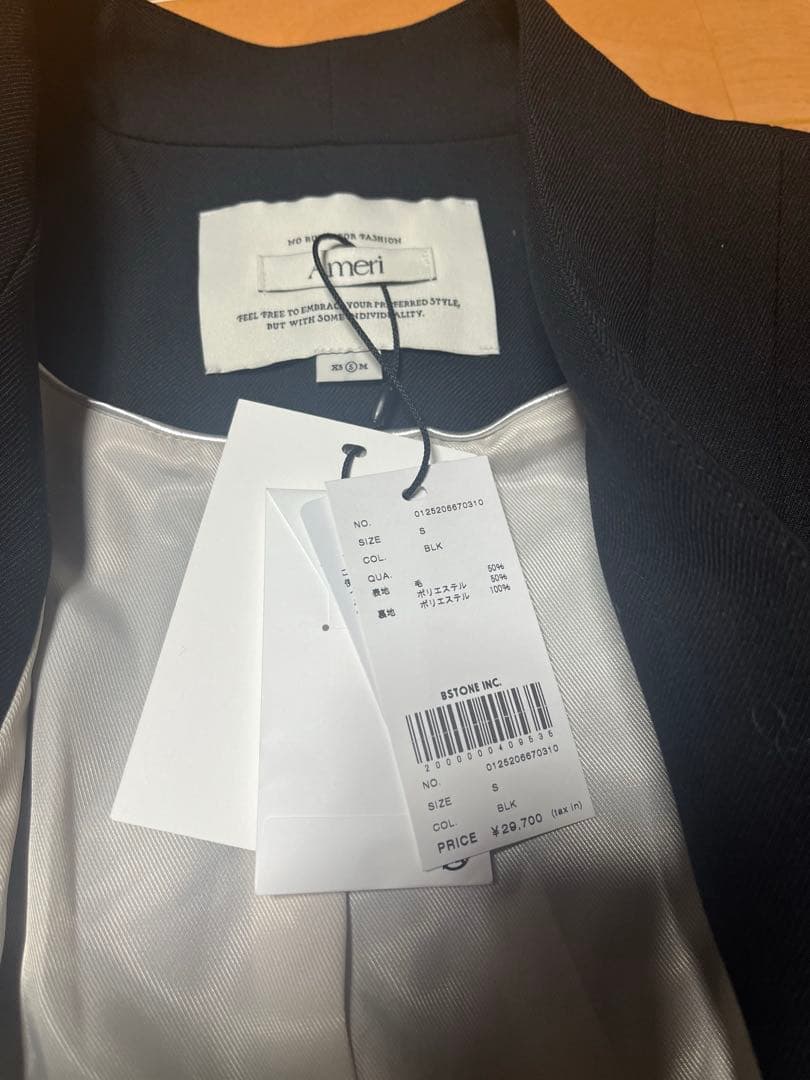 NO FOR FASHION
Ameri
FEEL FREE TO EMBRACE YOUR PREFERRED STYLE,
BUT WITH SOME INDIVIDUALITY.
XS S M
NO. 0125206670310
SIZE S
COL. BLK
QUA.
表地 毛 50%
ポリエステル 50%
裏地 ポリエステル 100%
BSTONE INC.
2000000409535
NO. 0125206670310
SIZE S
COL. BLK
PRICE ¥29,700 (tax in)